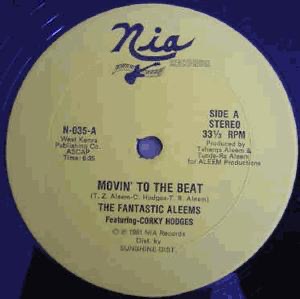 Nia
RECORDS
N-035-A
West Kenya
Publishing Co.
ASCAP
Time: 6:35
SIDE A
STEREO
33⅓ RPM
Produced by
Taharqa Aleem &
Tunde-Ra Aleem
for ALEEM Productions
MOVIN' TO THE BEAT
(T. Z. Aleem-C. Hodges-T. R. Aleem)
THE FANTASTIC ALEEMS
Featuring-CORKY HODGES
© ℗ 1981 NIA Records
Dist. by
SUNSHINE DIST.